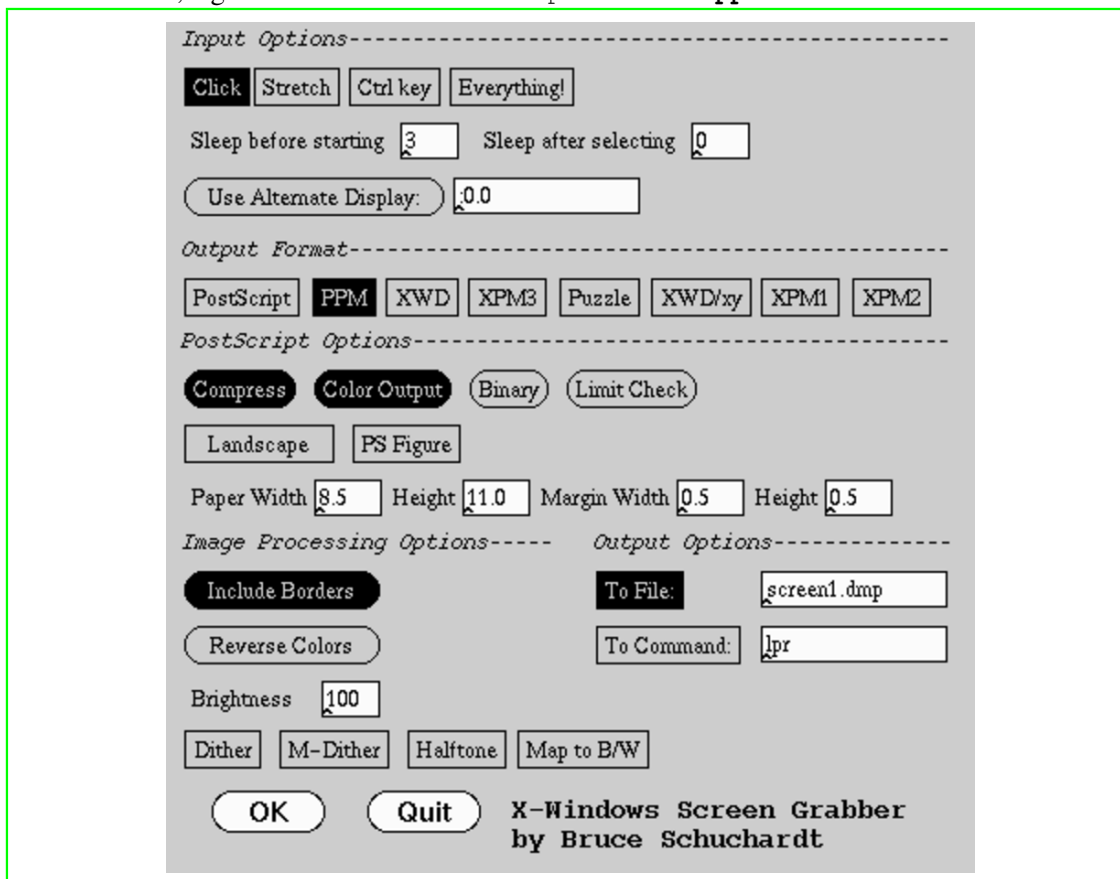 Input Options-----------------------------------------------
Click Stretch Ctrl key Everything!
Sleep before starting 3 Sleep after selecting 0
Use Alternate Display: :0.0
Output Format-----------------------------------------------
PostScript PPM XWD XPM3 Puzzle XWD/xy XPM1 XPM2
PostScript Options------------------------------------------
Compress Color Output Binary Limit Check
Landscape PS Figure
Paper Width 8.5 Height 11.0 Margin Width 0.5 Height 0.5
Image Processing Options----- Output Options--------------
Include Borders To File: screen1.dmp
Reverse Colors To Command: lpr
Brightness 100
Dither M-Dither Halftone Map to B/W
OK Quit X-Windows Screen Grabber
by Bruce Schuchardt